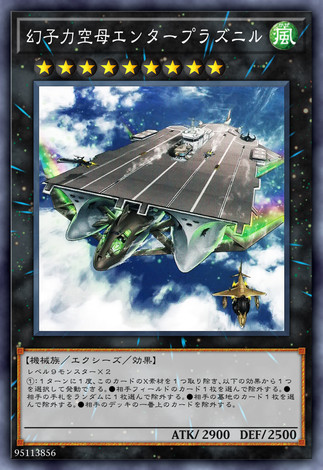 幻子力空母エンタープラズニル
風
【機械族/エクシーズ/効果】
レベル9モンスター×2
①:1ターンに1度、このカードのX素材を1つ取り除き、以下の効果から1つ
を選択して発動できる。●相手フィールドのカード1枚を選んで除外する。●
相手の手札をランダムに1枚選んで除外する。●相手の墓地のカード1枚を選
んで除外する。●相手のデッキの一番上のカードを除外する。
ATK/ 2900 DEF/ 2500
95113856